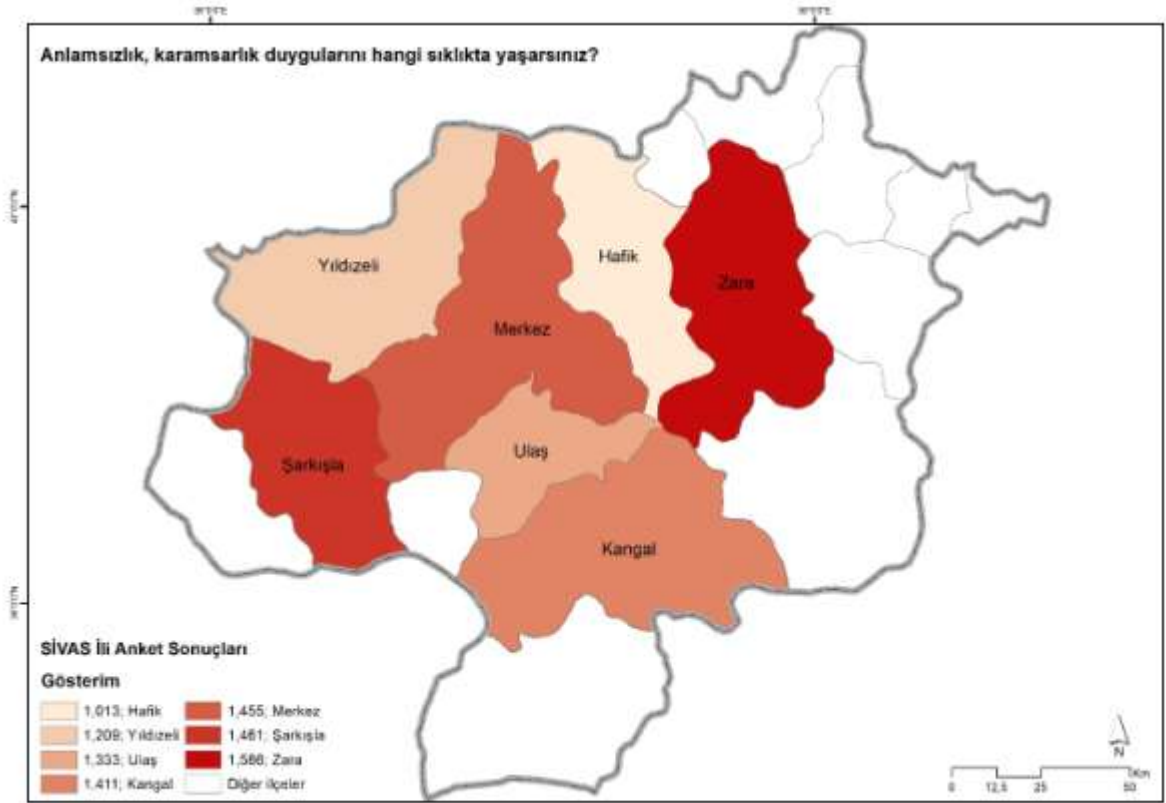 Anlamsızlık, karamsarlık duygularını hangi sıklıkta yaşarsınız?
Yıldızeli
Hafik
Zara
Merkez
Şarkışla
Ulaş
Kangal
SİVAS İli Anket Sonuçları
Gösterim
1,013; Hafik
1,455; Merkez
1,209; Yıldızeli
1,461; Şarkışla
1,333; Ulaş
Zara
1,411; Kangal
Diğer ilçeler
N
Km
0 12,5 25 50